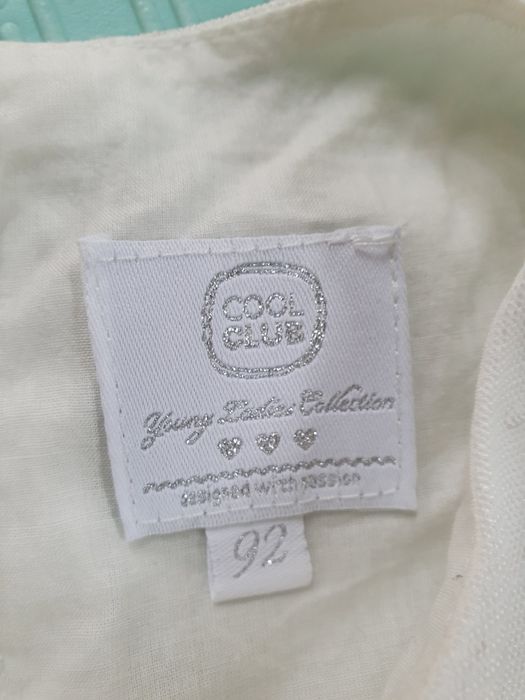 COOL
CLUB
Young Ladies' Collection
designed with passion
92